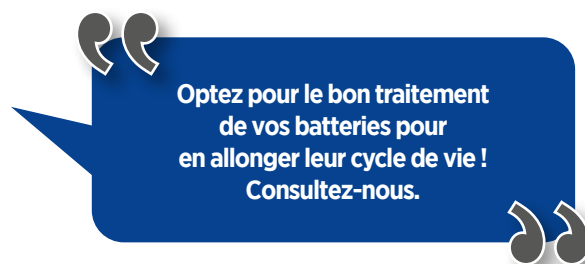 Optez pour le bon traitement
de vos batteries pour
en allonger leur cycle de vie !
Consultez-nous.